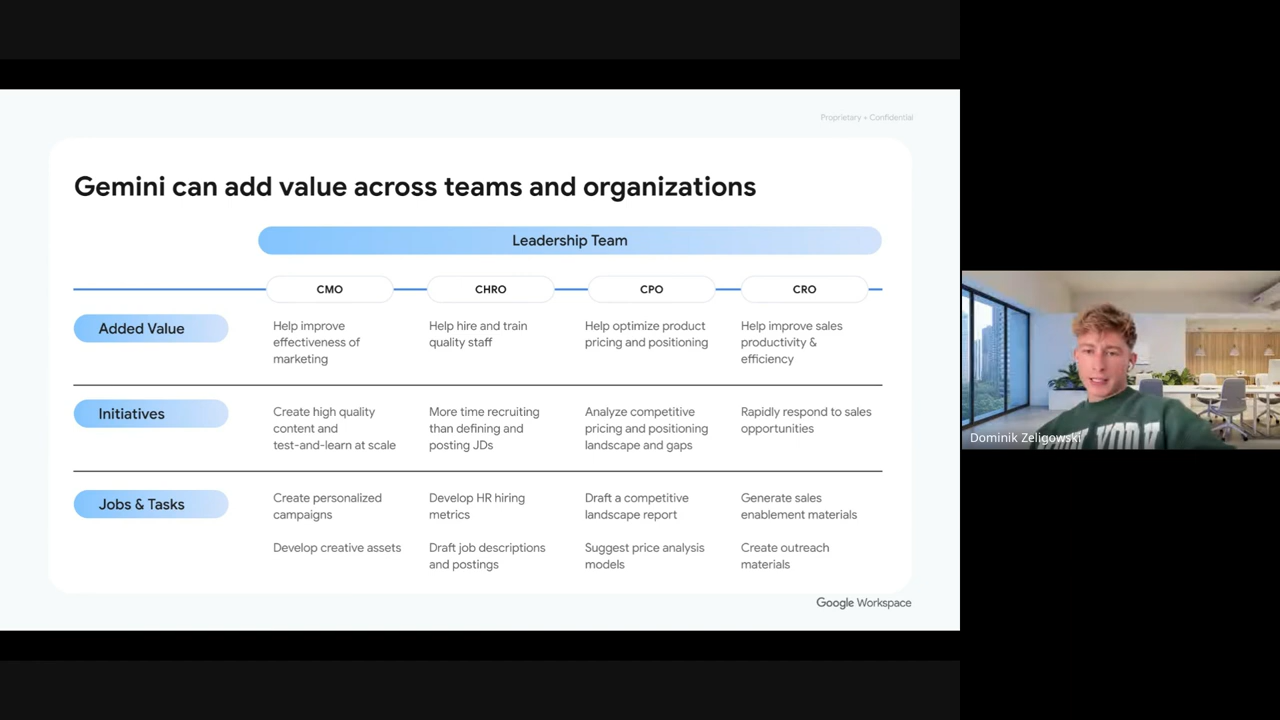 Proprietary + Confidential
Gemini can add value across teams and organizations
Leadership Team
CMO
CHRO
CPO
CRO
Added Value
Help improve
effectiveness of
marketing
Help hire and train
quality staff
Help optimize product
pricing and positioning
Help improve sales
productivity &
efficiency
Initiatives
Create high quality
content and
test-and-learn at scale
More time recruiting
than defining and
posting JDs
Analyze competitive
pricing and positioning
landscape and gaps
Rapidly respond to sales
opportunities
Jobs & Tasks
Create personalized
campaigns
Develop creative assets
Develop HR hiring
metrics
Draft job descriptions
and postings
Draft a competitive
landscape report
Suggest price analysis
models
Generate sales
enablement materials
Create outreach
materials
Google Workspace
Dominik Zeligowski